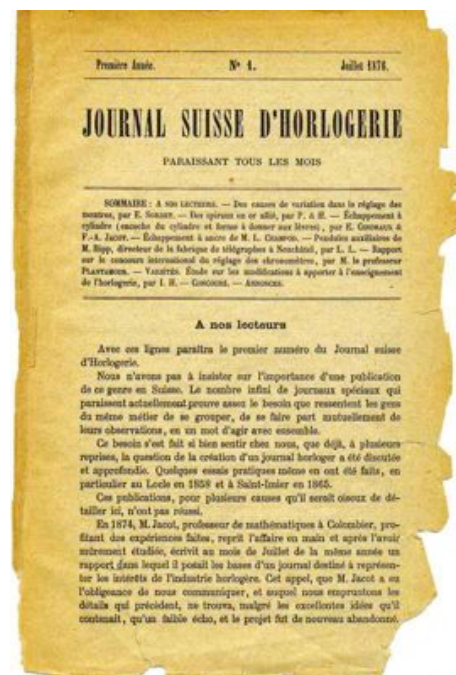 Première Année. N° 1. Juillet 1876.
JOURNAL SUISSE D'HORLOGERIE
PARAISSANT TOUS LES MOIS
SOMMAIRE : A NOS LECTEURS. — Des causes de variation dans le réglage des
montres, par E. SORDET. — Des spiraux en or allié, par P. & H. — Échappement à
cylindre (encoche du cylindre et forme à donner aux lèvres), par E. &
F.-A. JACOT. — Échappement à ancre de M. L. — Pendules auxiliaires de
M. Hipp, directeur de la fabrique de télégraphes à Neuchâtel, par L. L. — Rapport
sur le concours international du réglage des chronomètres, par M. le professeur
PLANTAMOUR. — VARIÉTÉS. Étude sur les modifications à apporter à l'enseignement
de l'horlogerie, par I. H. — CONCOURS. — ANNONCES.
A nos lecteurs
Avec ces lignes paraîtra le premier numéro du Journal suisse
d'Horlogerie.
Nous n'avons pas à insister sur l'importance d'une publication
de ce genre en Suisse. Le nombre infini de journaux spéciaux qui
paraissent actuellement prouve assez le besoin que ressentent les gens
du même métier de se grouper, de se faire part mutuellement de
leurs observations, en un mot d'agir avec ensemble.
Ce besoin s'est fait si bien sentir chez nous, que déjà, à plusieurs
reprises, la question de la création d'un journal horloger a été discutée
et approfondie. Quelques essais pratiques même en ont été faits, en
particulier au Locle en 1858 et à Saint-Imier en 1865.
Ces publications, pour plusieurs causes qu'il serait oiseux de dé-
tailler ici, n'ont pas réussi.
En 1874, M. Jacot, professeur de mathématiques à Colombier, pro-
fitant des expériences faites, reprit l'affaire en main et après l'avoir
mûrement étudiée, écrivit au mois de Juillet de la même année un
rapport dans lequel il posait les bases d'un journal destiné à représen-
ter les intérêts de l'industrie horlogère. Cet appel, que M. Jacot a eu
l'obligeance de nous communiquer, et auquel nous empruntons les
détails qui précèdent, ne trouva, malgré les excellentes idées qu'il
contenait, qu'un faible écho, et le projet fut de nouveau abandonné.